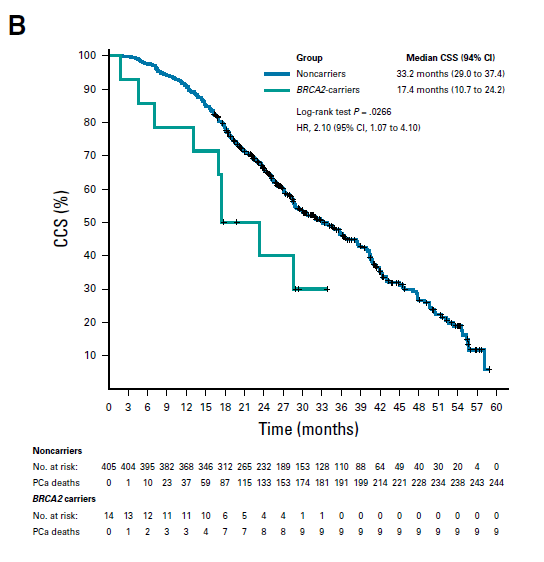 B
Group Median CSS (94% CI)
Noncarriers 33.2 months (29.0 to 37.4)
BRCA2-carriers 17.4 months (10.7 to 24.2)
Log-rank test P = .0266
HR, 2.10 (95% CI, 1.07 to 4.10)
CCS (%)
100
90
80
70
60
50
40
30
20
10
0 3 6 9 12 15 18 21 24 27 30 33 36 39 42 45 48 51 54 57 60
Time (months)
Noncarriers
No. at risk: 405 404 395 382 368 346 312 265 232 189 153 128 110 88 64 49 40 30 20 4 0
PCa deaths 0 1 10 23 37 59 87 115 133 153 174 181 191 199 214 221 228 234 238 243 244
BRCA2 carriers
No. at risk: 14 13 12 11 11 10 6 5 4 4 1 1 0 0 0 0 0 0 0 0 0
PCa deaths 0 1 2 3 3 4 7 7 8 8 9 9 9 9 9 9 9 9 9 9 9